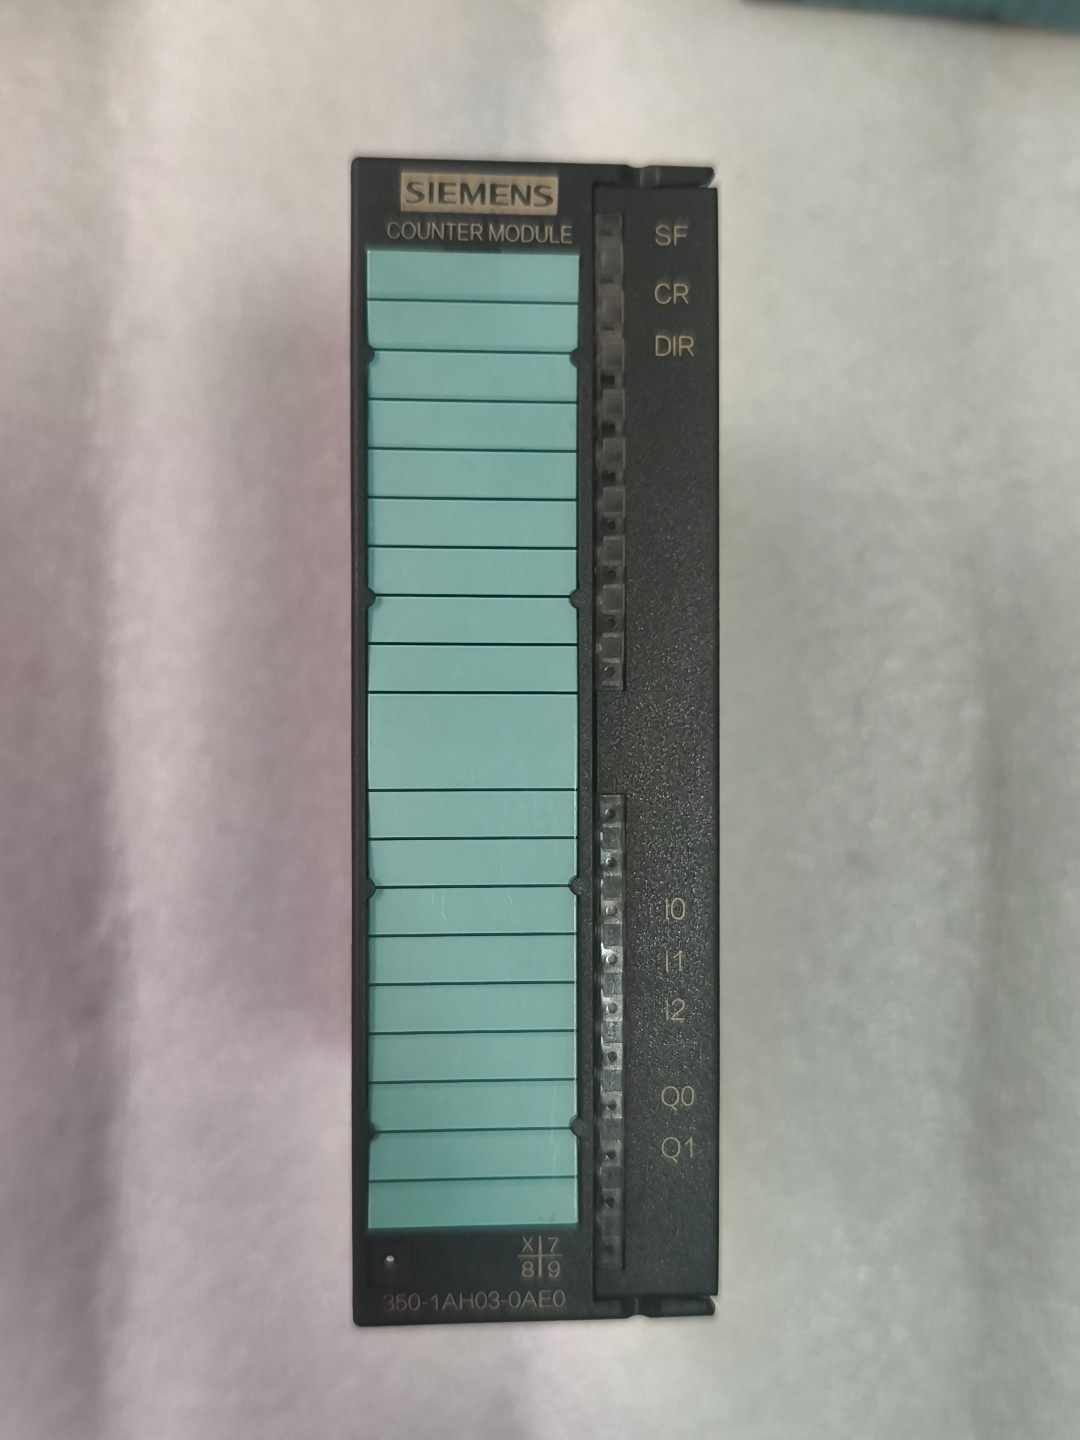 SIEMENS
COUNTER MODULE
SF
CR
DIR
I0
I1
I2
Q0
Q1
X 7
8 9
350-1AH03-0AE0